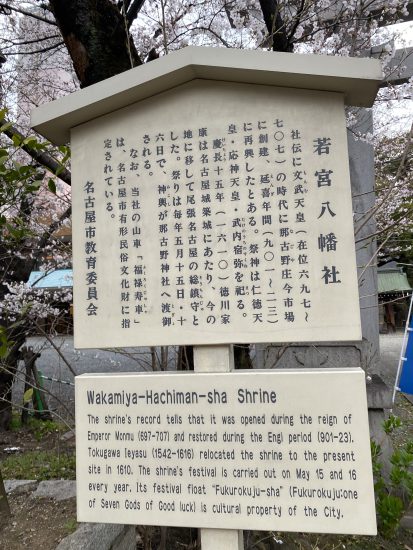 若宮八幡社
社伝に文武天皇(在位六九七〜
七〇七)の時代に那古野庄今市場
に創建、延喜年間(九〇一〜二三)
に再興したとある。祭神は仁徳天
皇・応神天皇・武内宿弥を祀る。
慶長十五年(一六一〇)徳川家
康は名古屋城築城にあたり、今の
地に移して尾張名古屋の総鎮守と
した。祭りは毎年五月十五日・十
六日で、神輿が那古野神社へ渡御
される。
なお、当社の山車「福禄寿車」
は、名古屋市有形民俗文化財に指
定されている。
名古屋市教育委員会
Wakamiya-Hachiman-sha Shrine
The shrine's record tells that it was opened during the reign of
Emperor Monmu (697-707) and restored during the Engi period (901-23).
Tokugawa Ieyasu (1542-1616) relocated the shrine to the present
site in 1610. The shrine's festival is carried out on May 15 and 16
every year. Its festival float "Fukurokuju-sha" (Fukurokuju:one
of Seven Gods of Good luck) is cultural property of the City.